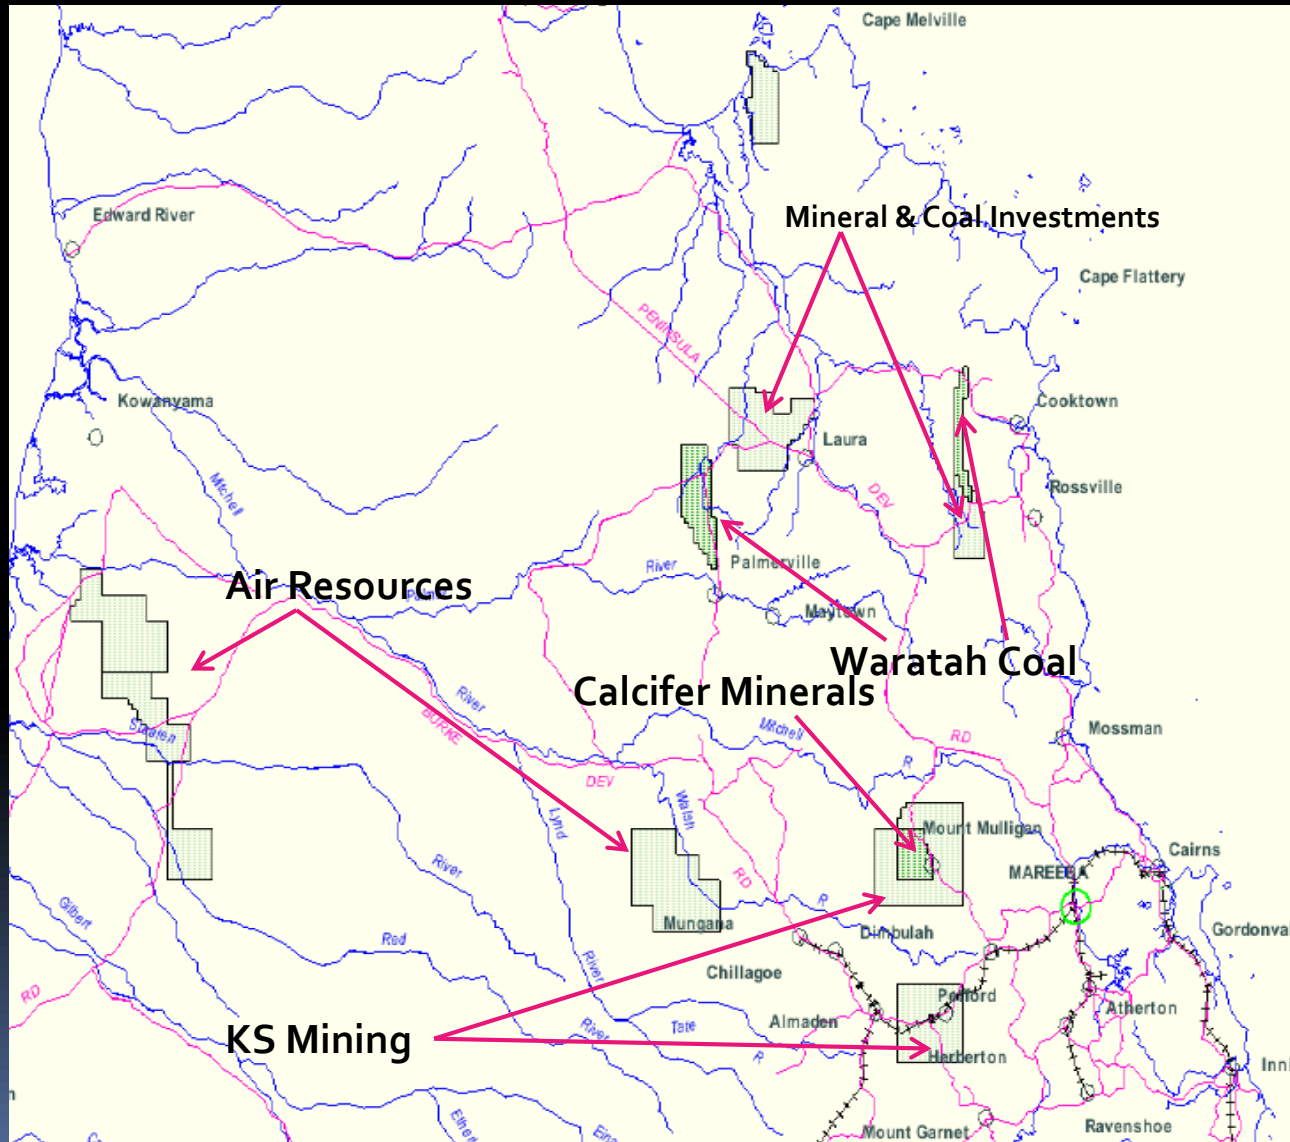 Cape Melville
Edward River
Mineral & Coal Investments
Cape Flattery
PENINSULA
Kowanyama
Cooktown
Laura
Mitchell
DEV
Rossville
Palmerville
River
Air Resources
Palmer
Maytown
Waratah Coal
Calcifer Minerals
River
BURKE
Staaten
Mitchell
RD
Mossman
R
DEV
Walsh
Lynd
Mount Mulligan
Cairns
River
RD
MAREEBA
Gilbert
Mungana
R
Dimbulah
Gordonval
Red
River
Chillagoe
RD
Petford
Atherton
Almaden
Tate
River
R
KS Mining
Herberton
Inni
n
Ravenshoe
Mount Garnet